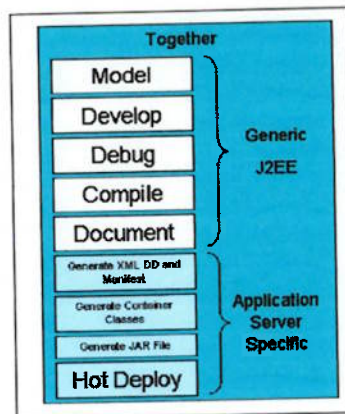 Together
Model
Develop
Debug
Compile
Document
Generic
J2EE
Generate XML DD and
Manifest
Generate Container
Classes
Generate JAR File
Hot Deploy
Application
Server
Specific